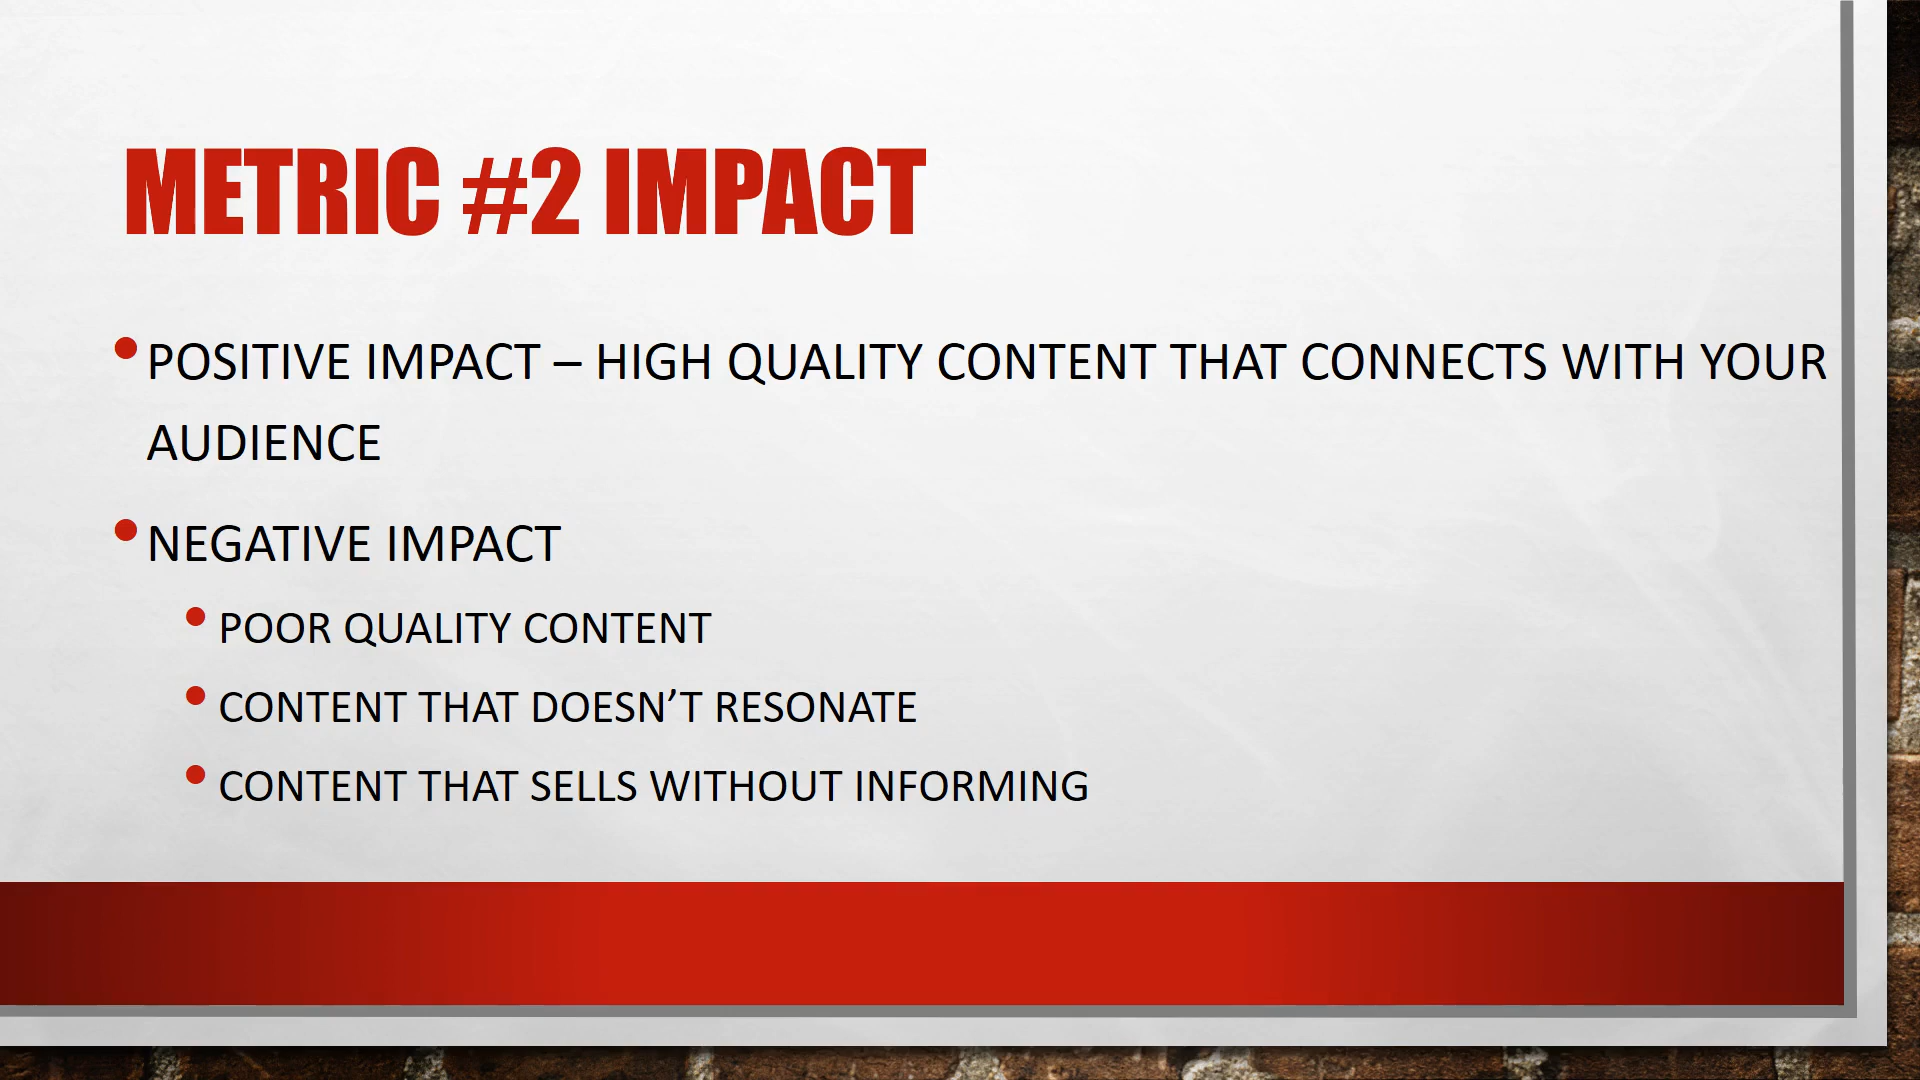 METRIC #2 IMPACT
• POSITIVE IMPACT – HIGH QUALITY CONTENT THAT CONNECTS WITH YOUR
AUDIENCE
• NEGATIVE IMPACT
• POOR QUALITY CONTENT
• CONTENT THAT DOESN’T RESONATE
• CONTENT THAT SELLS WITHOUT INFORMING